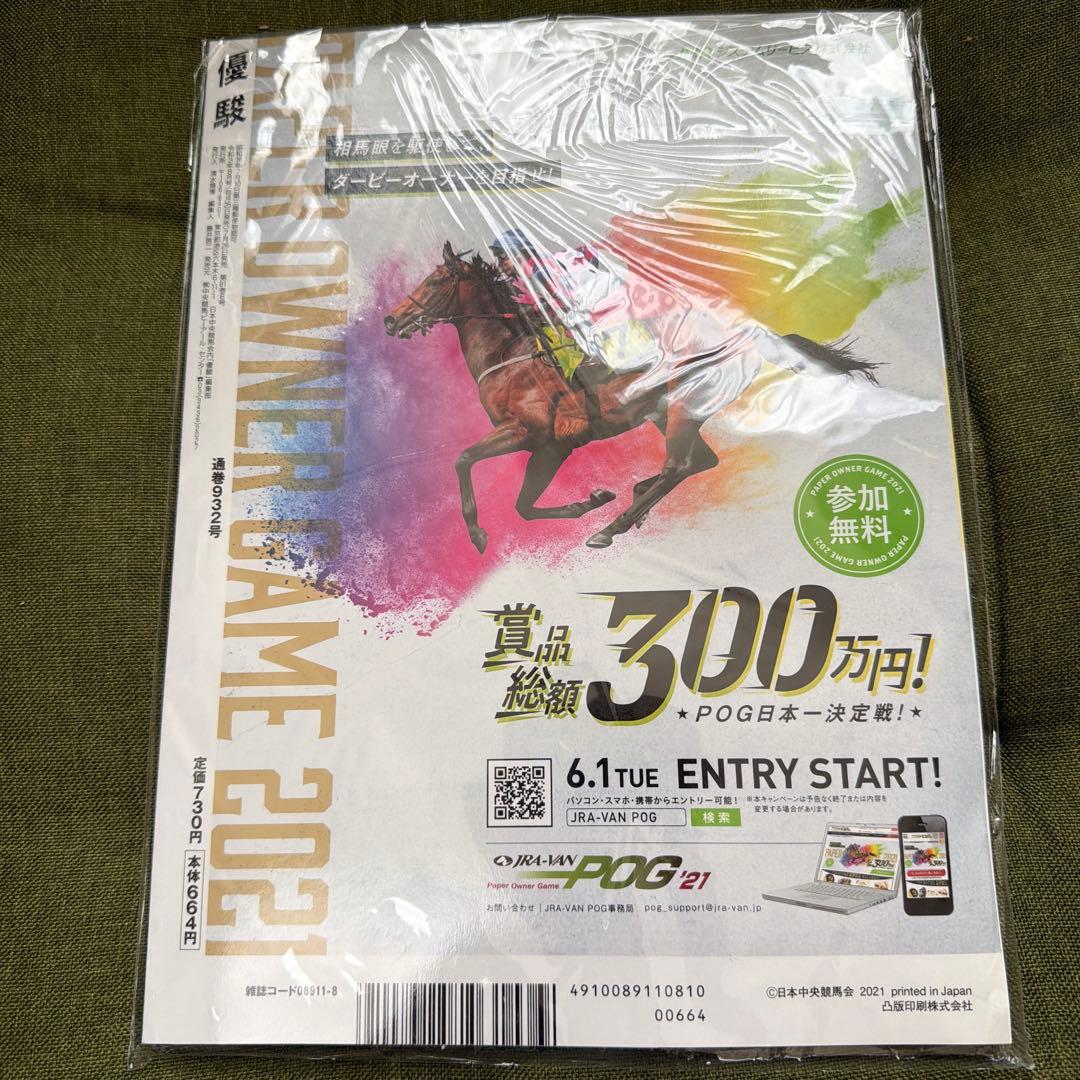 優駿
通巻932号
定価730円
本体664円
PAPER OWNER GAME 2021
相馬眼を駆使して、
ダービーオーナーを目指せ!
PAPER OWNER GAME 2021
参加
無料
PAPER OWNER GAME 2021
賞品
総額
300万円!
★POG日本一決定戦!★
6.1TUE ENTRY START!
パソコン・スマホ・携帯からエントリー可能!
※本キャンペーンは予告なく終了または内容を
変更する場合があります。
JRA-VAN POG 検索
JRA-VAN
Paper Owner Game
POG'21
お問い合わせ|JRA-VAN POG事務局 pog_support@jra-van.jp
雑誌コード08911-8
4910089110810
00664
©日本中央競馬会 2021 printed in Japan
凸版印刷株式会社